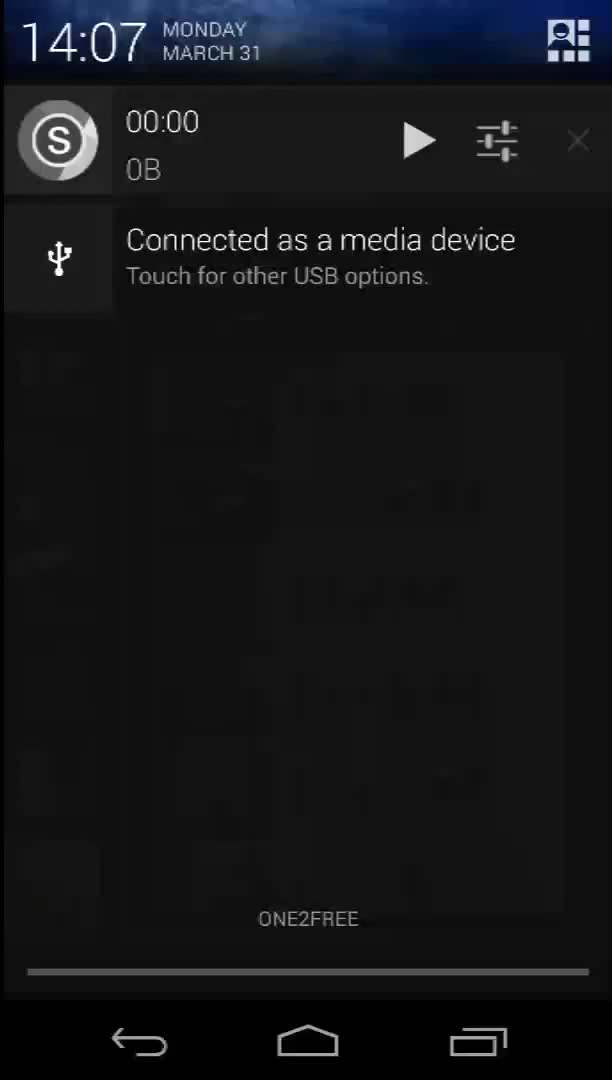 14:07
MONDAY
MARCH 31
S
00:00
0B
Connected as a media device
Touch for other USB options.
ONE2FREE